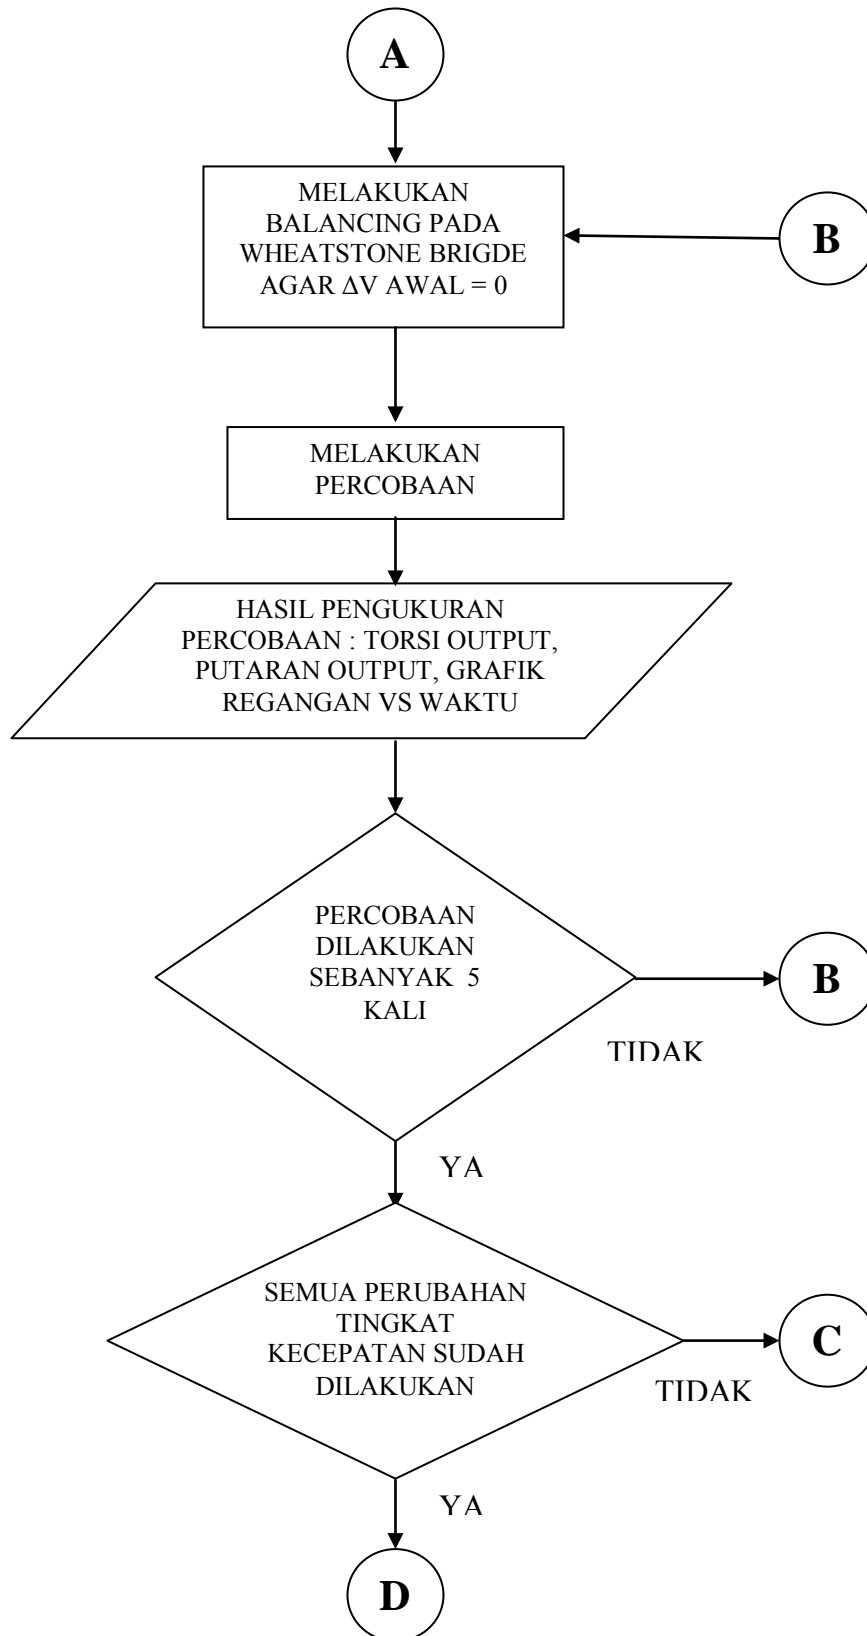 A
MELAKUKAN
BALANCING PADA
WHEATSTONE BRIGDE
AGAR ΔV AWAL = 0
B
MELAKUKAN
PERCOBAAN
HASIL PENGUKURAN
PERCOBAAN : TORSI OUTPUT,
PUTARAN OUTPUT, GRAFIK
REGANGAN VS WAKTU
PERCOBAAN
DILAKUKAN
SEBANYAK 5
KALI
B
TIDAK
YA
SEMUA PERUBAHAN
TINGKAT
KECEPATAN SUDAH
DILAKUKAN
C
TIDAK
YA
D